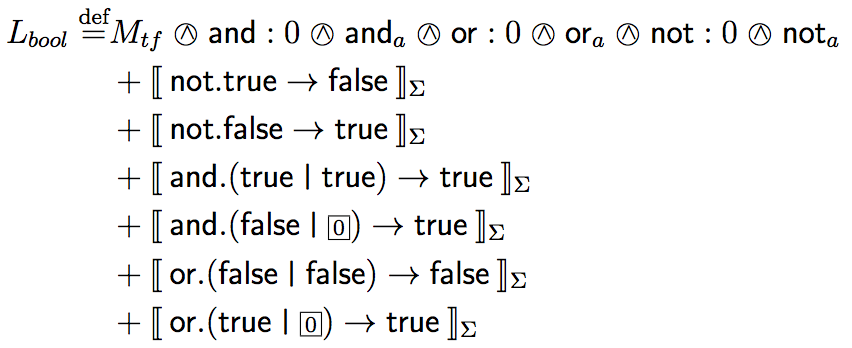 L_bool def= M_tf ⩚ and : 0 ⩚ and_a ⩚ or : 0 ⩚ or_a ⩚ not : 0 ⩚ not_a
+ ⟦ not.true → false ⟧_Σ
+ ⟦ not.false → true ⟧_Σ
+ ⟦ and.(true | true) → true ⟧_Σ
+ ⟦ and.(false | 0) → true ⟧_Σ
+ ⟦ or.(false | false) → false ⟧_Σ
+ ⟦ or.(true | 0) → true ⟧_Σ